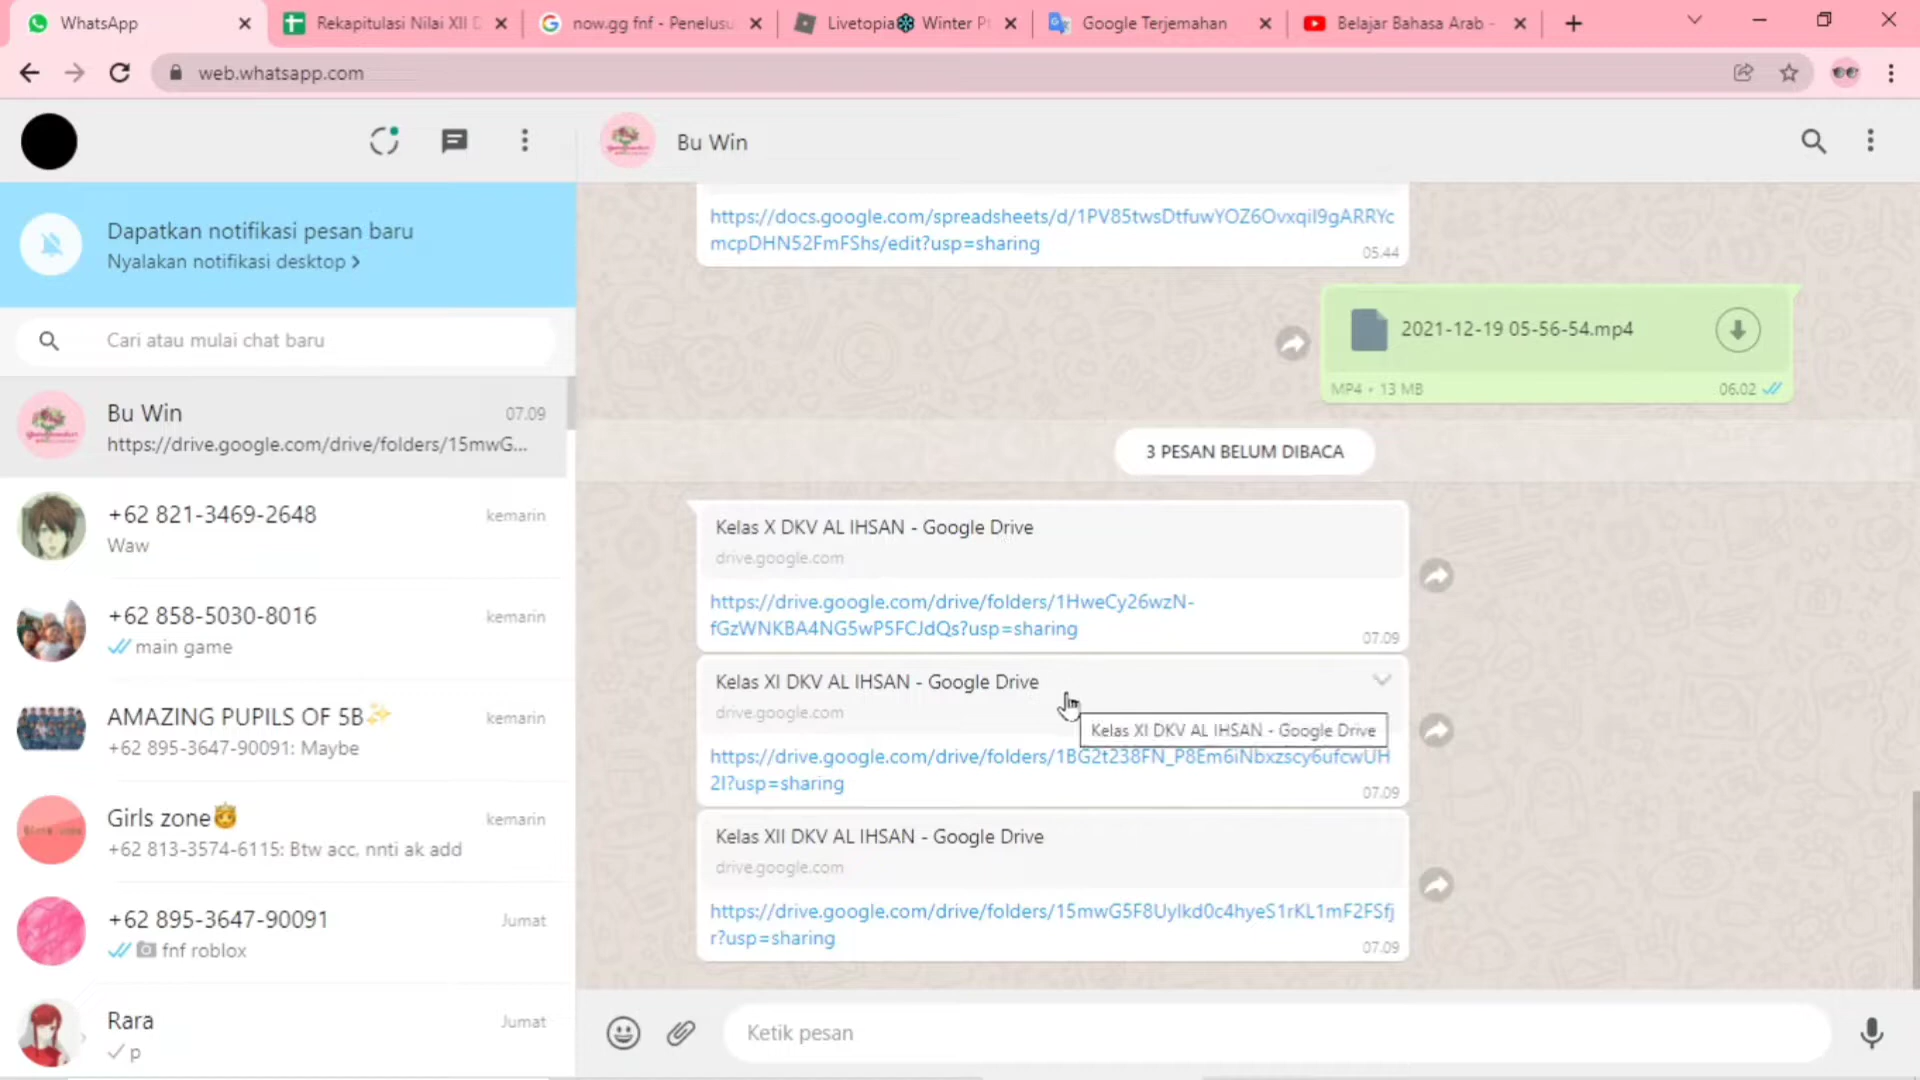 WhatsApp
Rekapitulasi Nilai XII D
now.gg fnf - Penelusu
Livetopia❄ Winter P
Google Terjemahan
Belajar Bahasa Arab -
web.whatsapp.com
Bu Win
Dapatkan notifikasi pesan baru
Nyalakan notifikasi desktop >
Cari atau mulai chat baru
Bu Win
07.09
https://drive.google.com/drive/folders/15mwG...
+62 821-3469-2648
kemarin
Waw
+62 858-5030-8016
kemarin
main game
AMAZING PUPILS OF 5B✨
kemarin
+62 895-3647-90091: Maybe
Girls zone👸
kemarin
+62 813-3574-6115: Btw acc, nnti ak add
+62 895-3647-90091
Jumat
fnf roblox
Rara
Jumat
p
https://docs.google.com/spreadsheets/d/1PV85twsDtfuwYOZ6OvxqiI9gARRYc
mcpDHN52FmFShs/edit?usp=sharing
05.44
2021-12-19 05-56-54.mp4
MP4 • 13 MB
06.02
3 PESAN BELUM DIBACA
Kelas X DKV AL IHSAN - Google Drive
drive.google.com
https://drive.google.com/drive/folders/1HweCy26wzN-
fGzWNKBA4NG5wP5FCJdQs?usp=sharing
07.09
Kelas XI DKV AL IHSAN - Google Drive
drive.google.com
Kelas XI DKV AL IHSAN - Google Drive
https://drive.google.com/drive/folders/1BG2t238FN_P8Em6iNbxzscy6ufcwUH
2I?usp=sharing
07.09
Kelas XII DKV AL IHSAN - Google Drive
drive.google.com
https://drive.google.com/drive/folders/15mwG5F8Uylkd0c4hyeS1rKL1mF2FSfj
r?usp=sharing
07.09
Ketik pesan